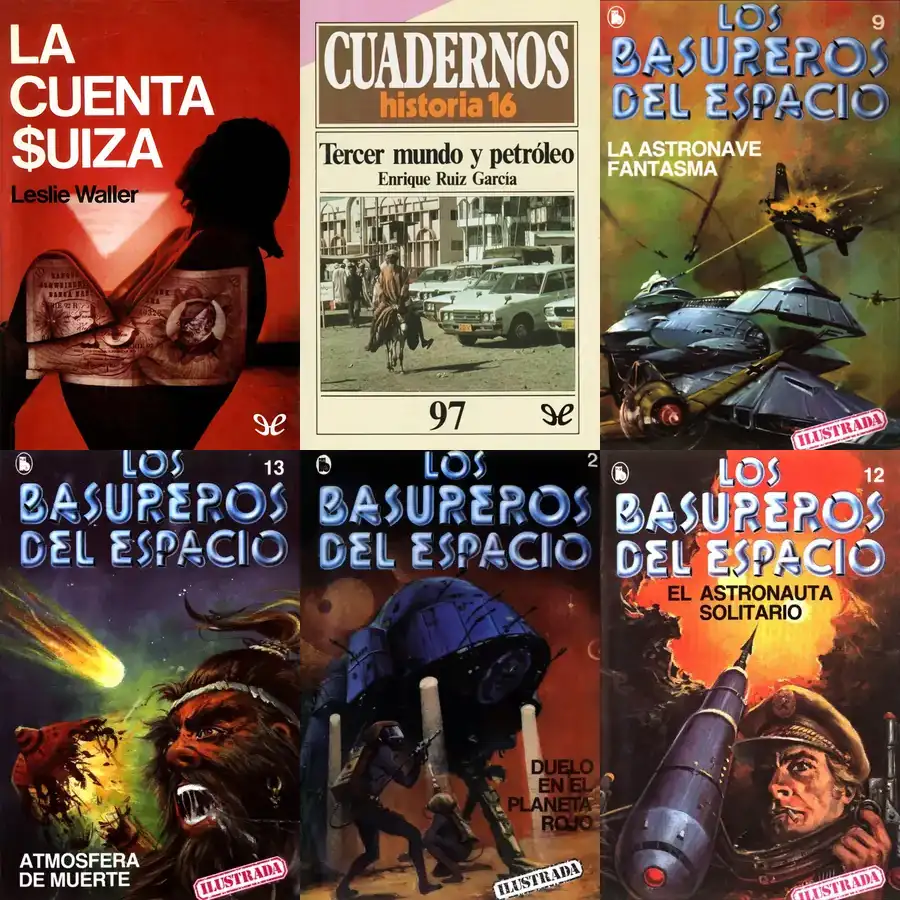 LA
CUENTA
$UIZA
Leslie Waller
CUADERNOS
historia 16
Tercer mundo y petróleo
Enrique Ruiz García
97
9
LOS
BASUREROS
DEL ESPACIO
LA ASTRONAVE
FANTASMA
ILUSTRADA
13
LOS
BASUREROS
DEL ESPACIO
ATMOSFERA
DE MUERTE
ILUSTRADA
2
LOS
BASUREROS
DEL ESPACIO
DUELO
EN EL
PLANETA
ROJO
ILUSTRADA
12
LOS
BASUREROS
DEL ESPACIO
EL ASTRONAUTA
SOLITARIO
ILUSTRADA